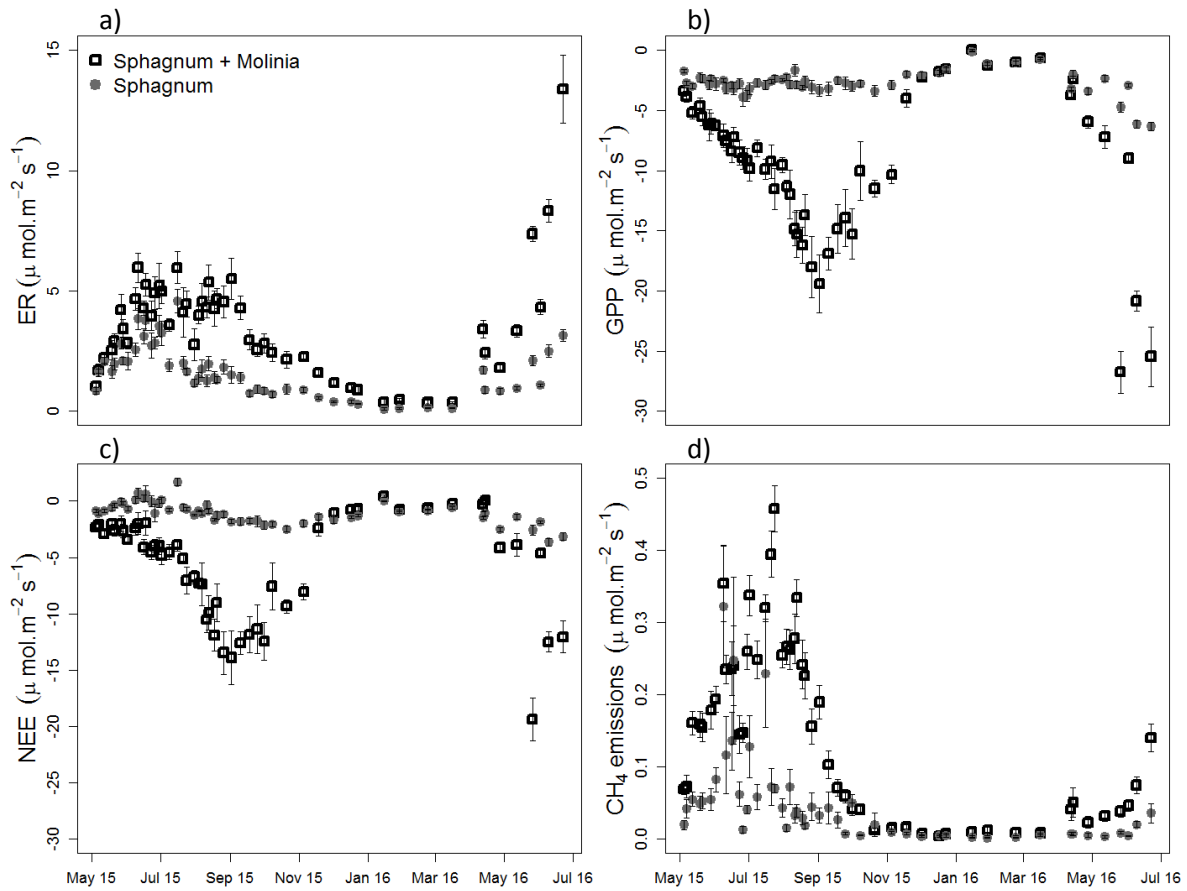 a)
b)
Sphagnum + Molinia
Sphagnum
ER (μ mol.m⁻² s⁻¹)
0
5
10
15
GPP (μ mol.m⁻² s⁻¹)
0
-5
-10
-15
-20
-25
-30
c)
d)
NEE (μ mol.m⁻² s⁻¹)
0
-5
-10
-15
-20
-25
-30
CH₄ emissions (μ mol.m⁻² s⁻¹)
0.0
0.1
0.2
0.3
0.4
0.5
May 15 Jul 15 Sep 15 Nov 15 Jan 16 Mar 16 May 16 Jul 16
May 15 Jul 15 Sep 15 Nov 15 Jan 16 Mar 16 May 16 Jul 16